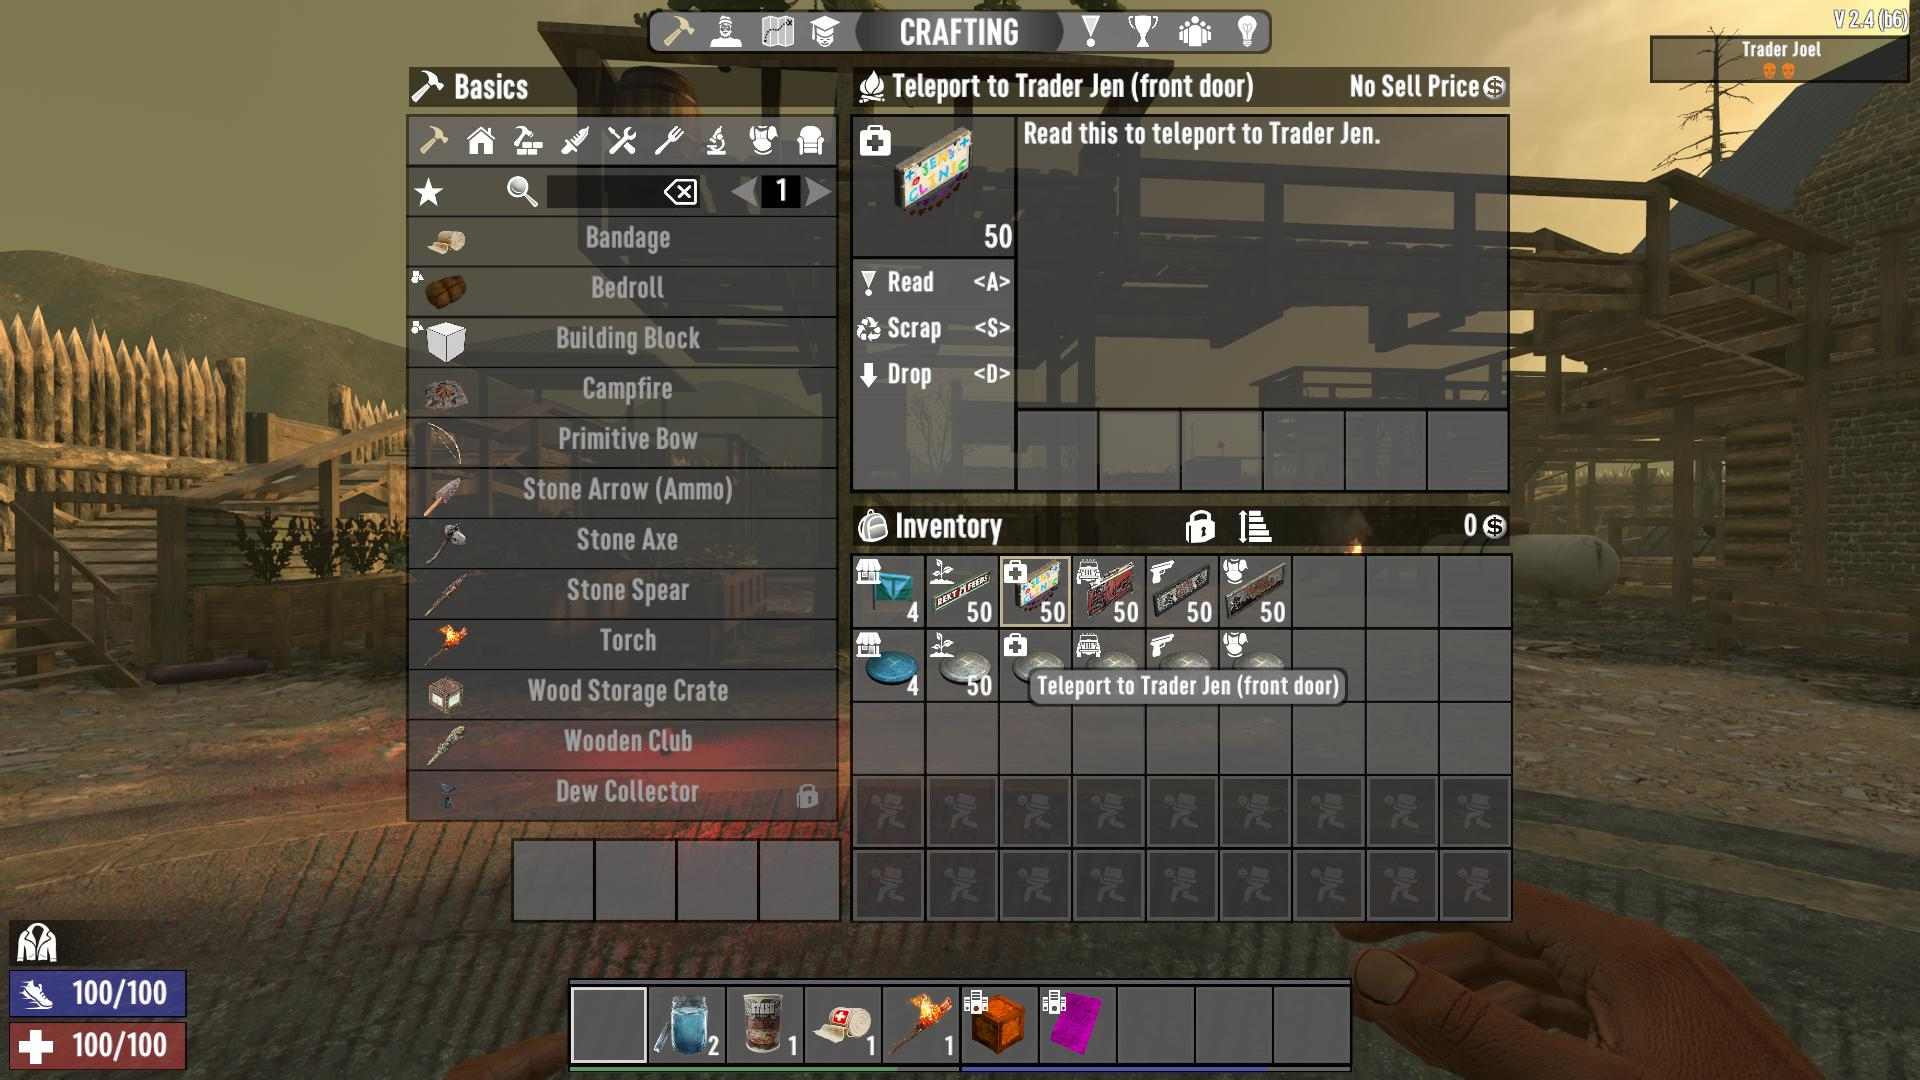 CRAFTING
V 2.4 (b6)
Trader Joel
Basics
1
Bandage
Bedroll
Building Block
Campfire
Primitive Bow
Stone Arrow (Ammo)
Stone Axe
Stone Spear
Torch
Wood Storage Crate
Wooden Club
Dew Collector
Teleport to Trader Jen (front door)
No Sell Price
CLINIC
50
Read this to teleport to Trader Jen.
Read <A>
Scrap <S>
Drop <D>
Inventory
0
4 50 50 50 50 50
REKT FEEDS
4 50
Teleport to Trader Jen (front door)
100/100
100/100
2 1 1 1